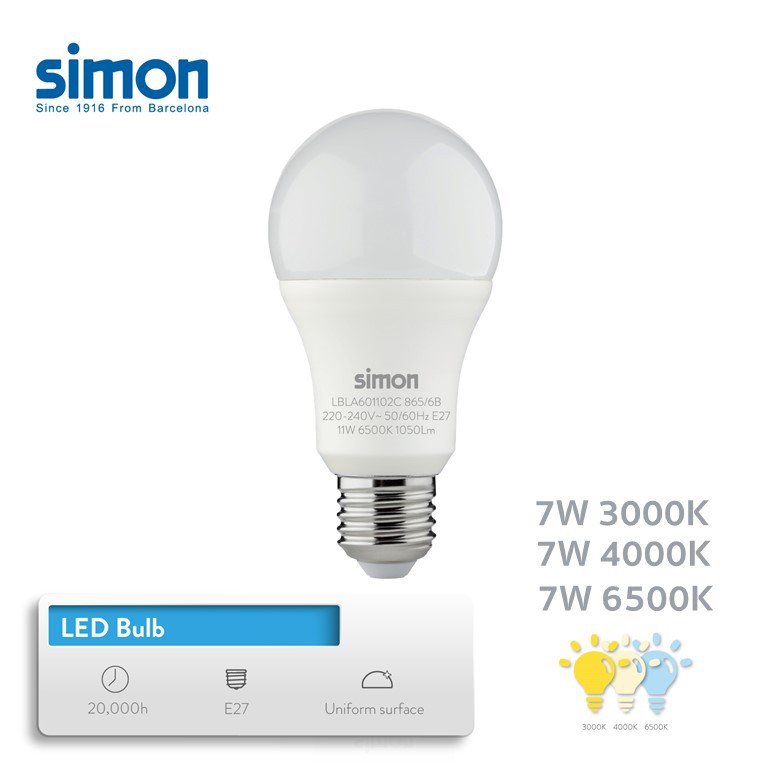 simon
Since 1916 From Barcelona
simon
LBLA601102C 865/6B
220-240V~ 50/60Hz E27
11W 6500K 1050Lm
7W 3000K
7W 4000K
7W 6500K
LED Bulb
20,000h
E27
Uniform surface
3000K
4000K
6500K